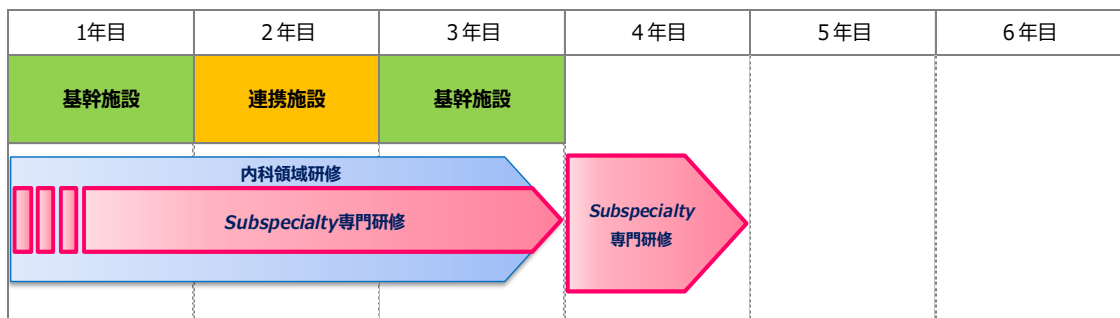 1年目
2年目
3年目
4年目
5年目
6年目
基幹施設
連携施設
基幹施設
内科領域研修
Subspecialty専門研修
Subspecialty
専門研修